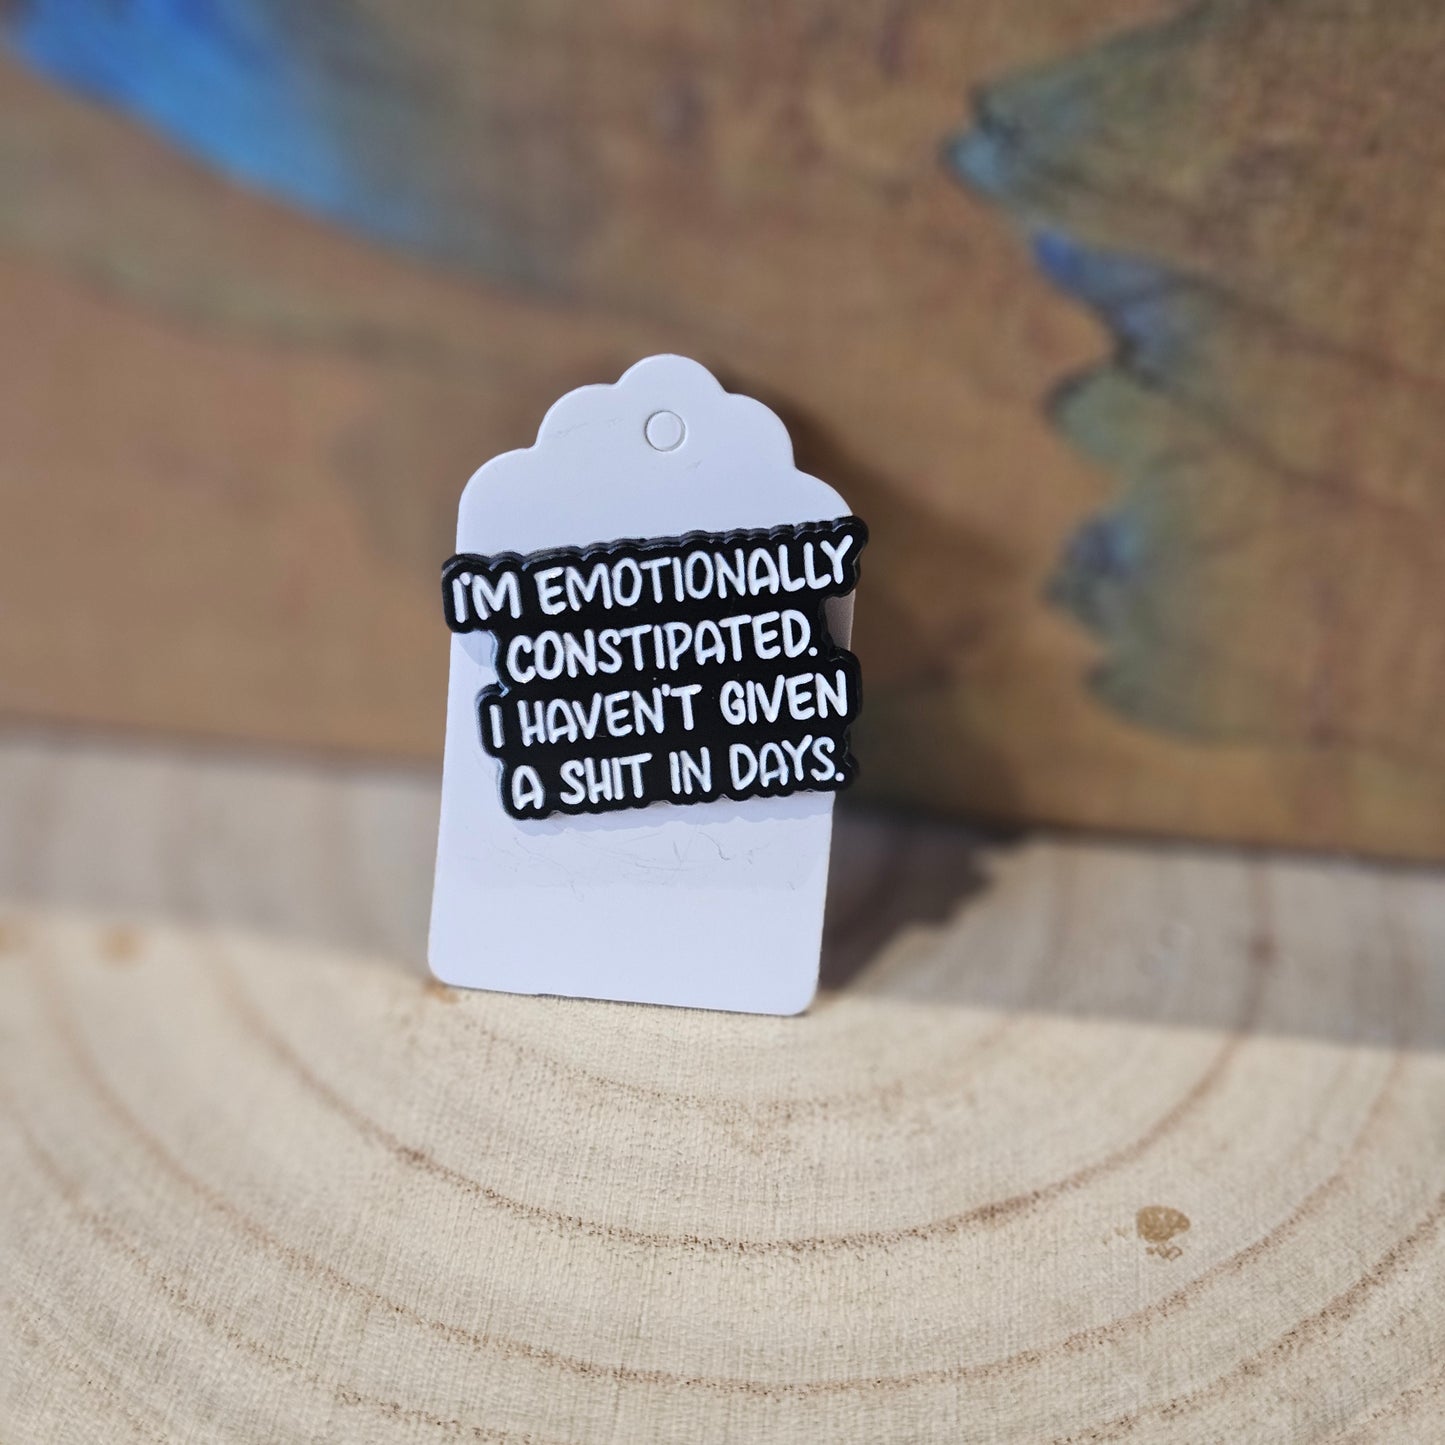 I'M EMOTIONALLY
CONSTIPATED.
I HAVEN'T GIVEN
A SHIT IN DAYS.